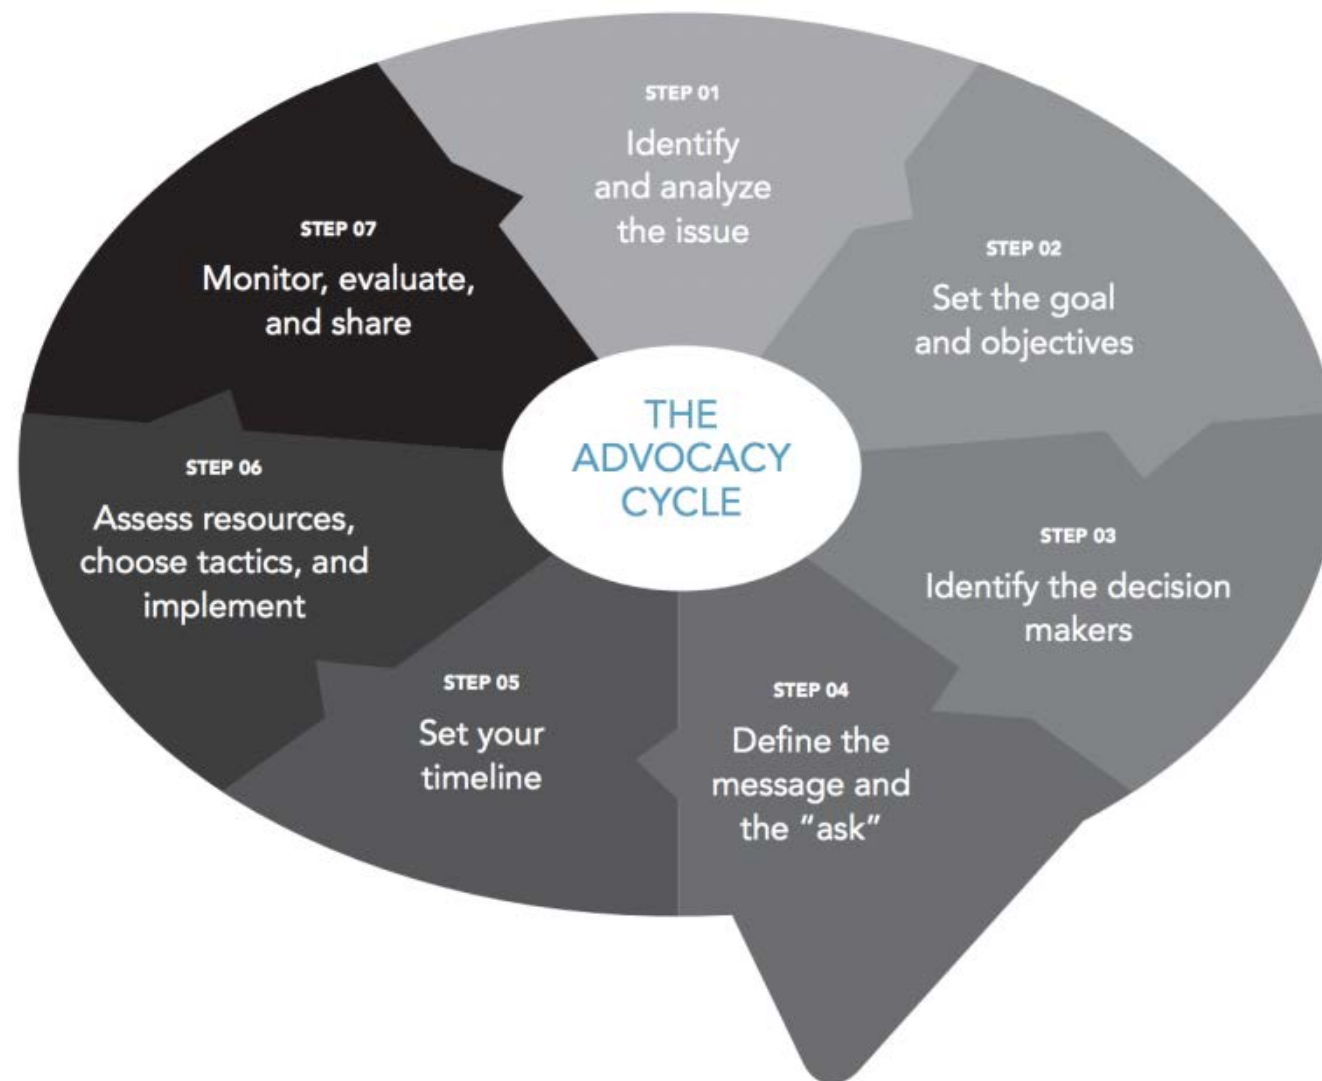 STEP 01
Identify
and analyze
the issue
STEP 02
Set the goal
and objectives
STEP 03
Identify the decision
makers
STEP 04
Define the
message and
the “ask”
STEP 05
Set your
timeline
STEP 06
Assess resources,
choose tactics, and
implement
STEP 07
Monitor, evaluate,
and share
THE
ADVOCACY
CYCLE